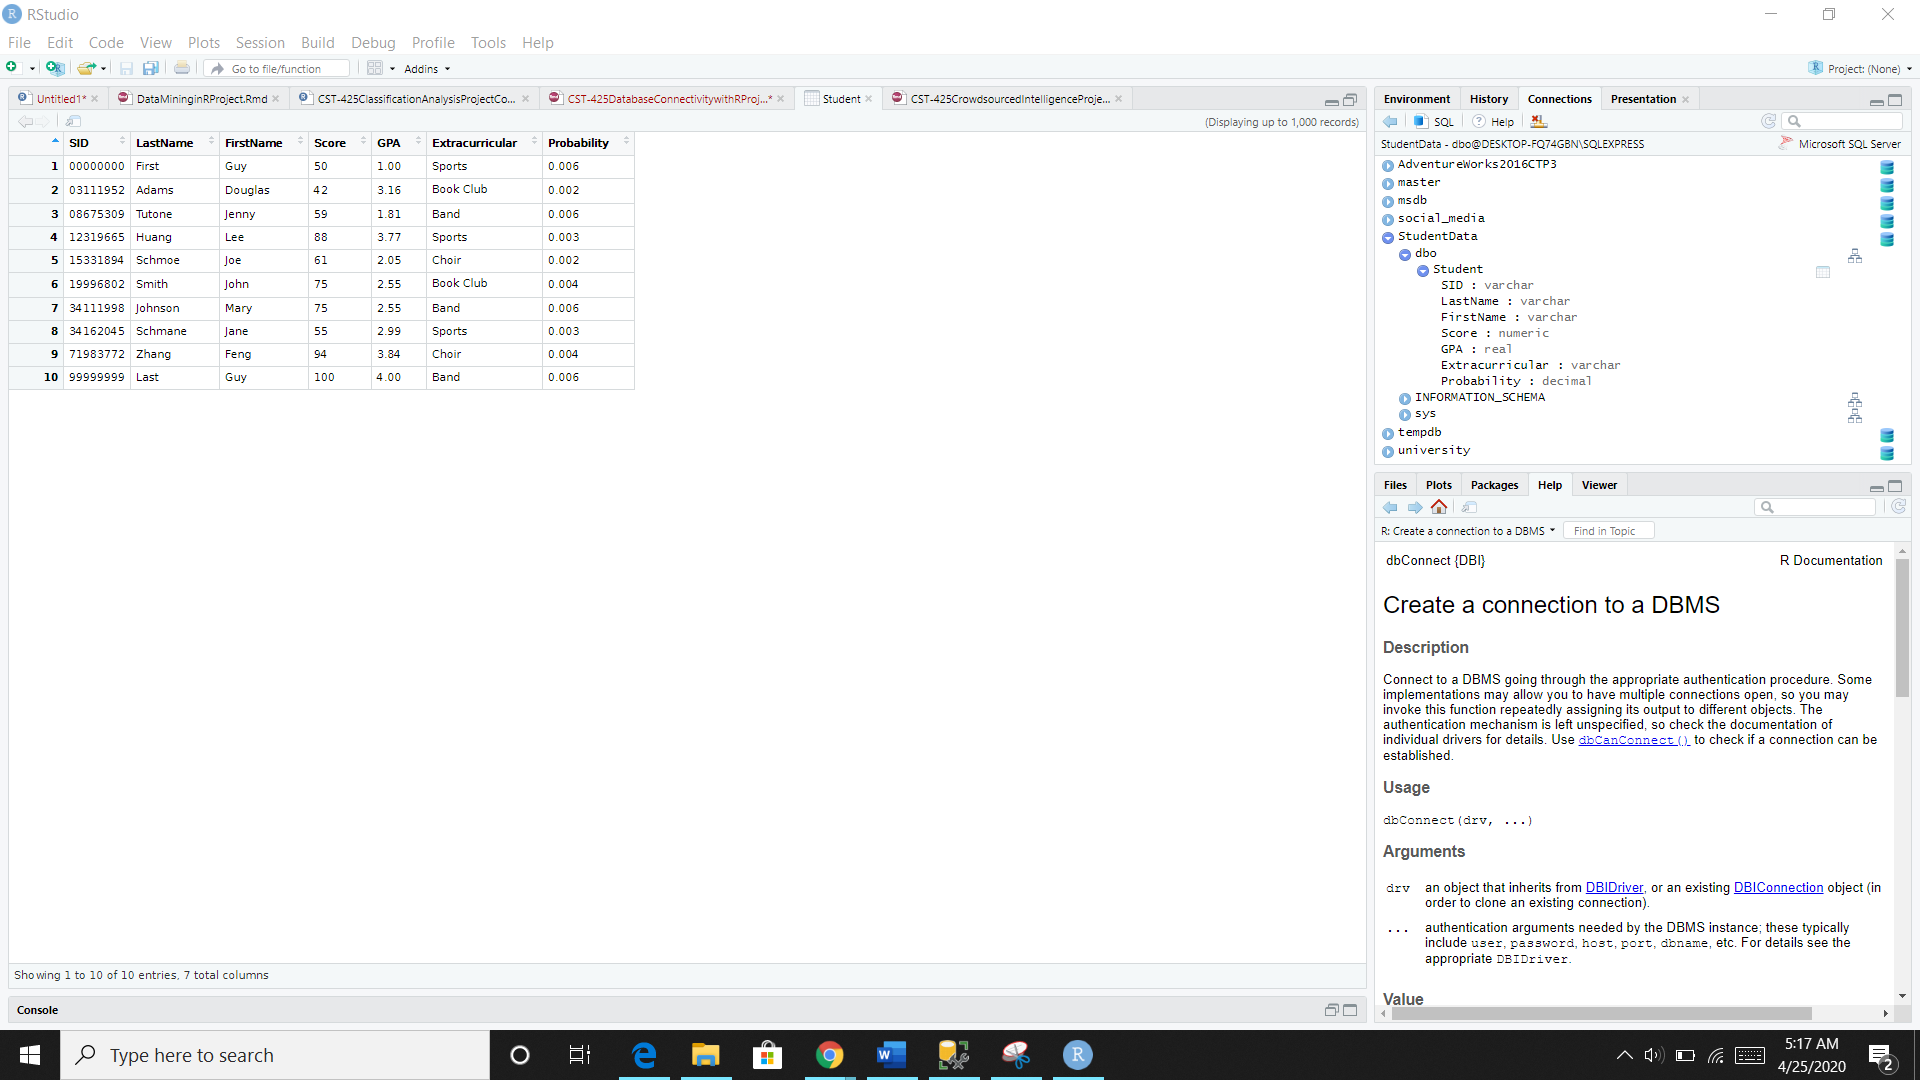 RStudio
File Edit Code View Plots Session Build Debug Profile Tools Help
Go to file/function Addins Project: (None)
Untitled1* DataMininginRProject.Rmd CST-425ClassificationAnalysisProjectCo... CST-425DatabaseConnectivitywithRProj...* Student CST-425CrowdsourcedIntelligenceProje...
(Displaying up to 1,000 records)
SID LastName FirstName Score GPA Extracurricular Probability
1 00000000 First Guy 50 1.00 Sports 0.006
2 03111952 Adams Douglas 42 3.16 Book Club 0.002
3 08675309 Tutone Jenny 59 1.81 Band 0.006
4 12319665 Huang Lee 88 3.77 Sports 0.003
5 15331894 Schmoe Joe 61 2.05 Choir 0.002
6 19996802 Smith John 75 2.55 Book Club 0.004
7 34111998 Johnson Mary 75 2.55 Band 0.006
8 34162045 Schmane Jane 55 2.99 Sports 0.003
9 71983772 Zhang Feng 94 3.84 Choir 0.004
10 99999999 Last Guy 100 4.00 Band 0.006
Showing 1 to 10 of 10 entries, 7 total columns
Console
Environment History Connections Presentation
SQL Help
StudentData - dbo@DESKTOP-FQ74GBN\SQLEXPRESS Microsoft SQL Server
AdventureWorks2016CTP3
master
msdb
social_media
StudentData
dbo
Student
SID : varchar
LastName : varchar
FirstName : varchar
Score : numeric
GPA : real
Extracurricular : varchar
Probability : decimal
INFORMATION_SCHEMA
sys
tempdb
university
Files Plots Packages Help Viewer
R: Create a connection to a DBMS Find in Topic
dbConnect {DBI} R Documentation
Create a connection to a DBMS
Description
Connect to a DBMS going through the appropriate authentication procedure. Some
implementations may allow you to have multiple connections open, so you may
invoke this function repeatedly assigning its output to different objects. The
authentication mechanism is left unspecified, so check the documentation of
individual drivers for details. Use dbCanConnect() to check if a connection can be
established.
Usage
dbConnect(drv, ...)
Arguments
drv an object that inherits from DBIDriver, or an existing DBIConnection object (in
order to clone an existing connection).
... authentication arguments needed by the DBMS instance; these typically
include user, password, host, port, dbname, etc. For details see the
appropriate DBIDriver.
Value
Type here to search
5:17 AM
4/25/2020
2